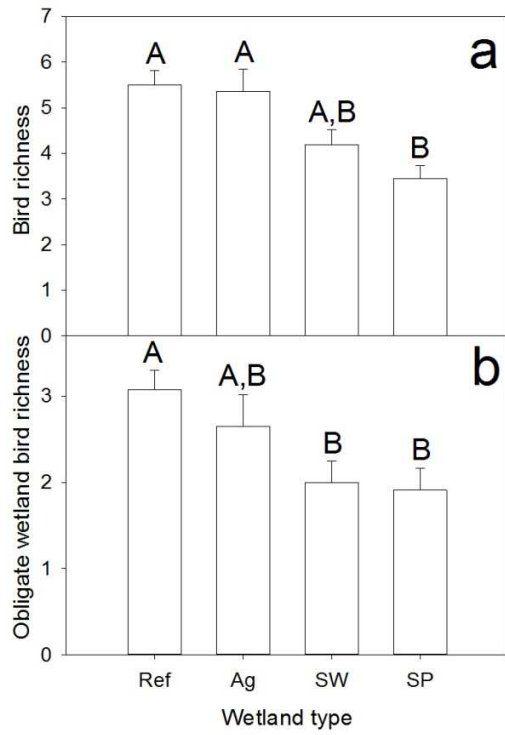 7
6
5
4
3
2
1
0
Bird richness
A
A
A,B
B
a
3
2
1
0
Obligate wetland bird richness
A
A,B
B
B
b
Ref Ag SW SP
Wetland type